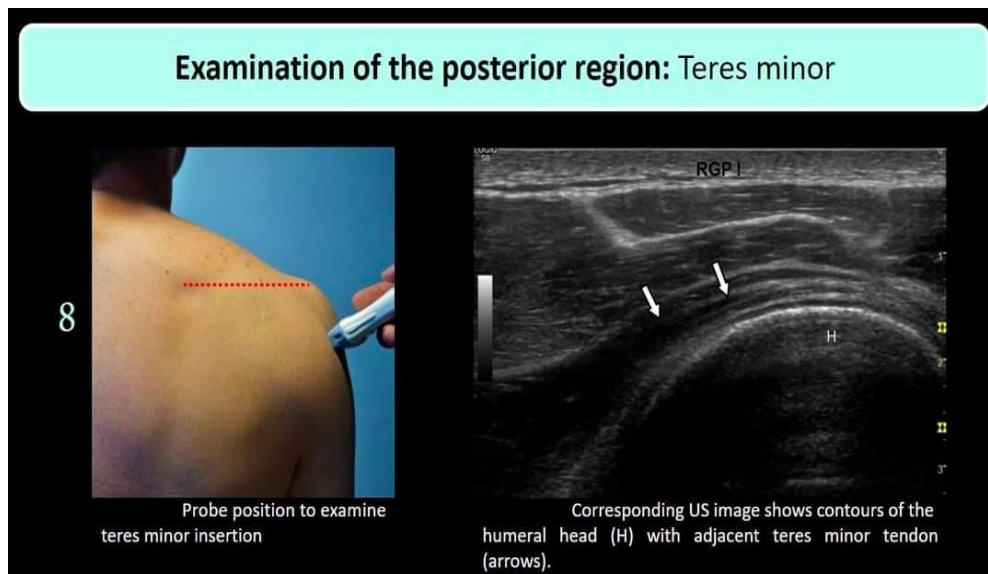 Examination of the posterior region: Teres minor
8
Probe position to examine
teres minor insertion
RGP !
H
Corresponding US image shows contours of the
humeral head (H) with adjacent teres minor tendon
(arrows).